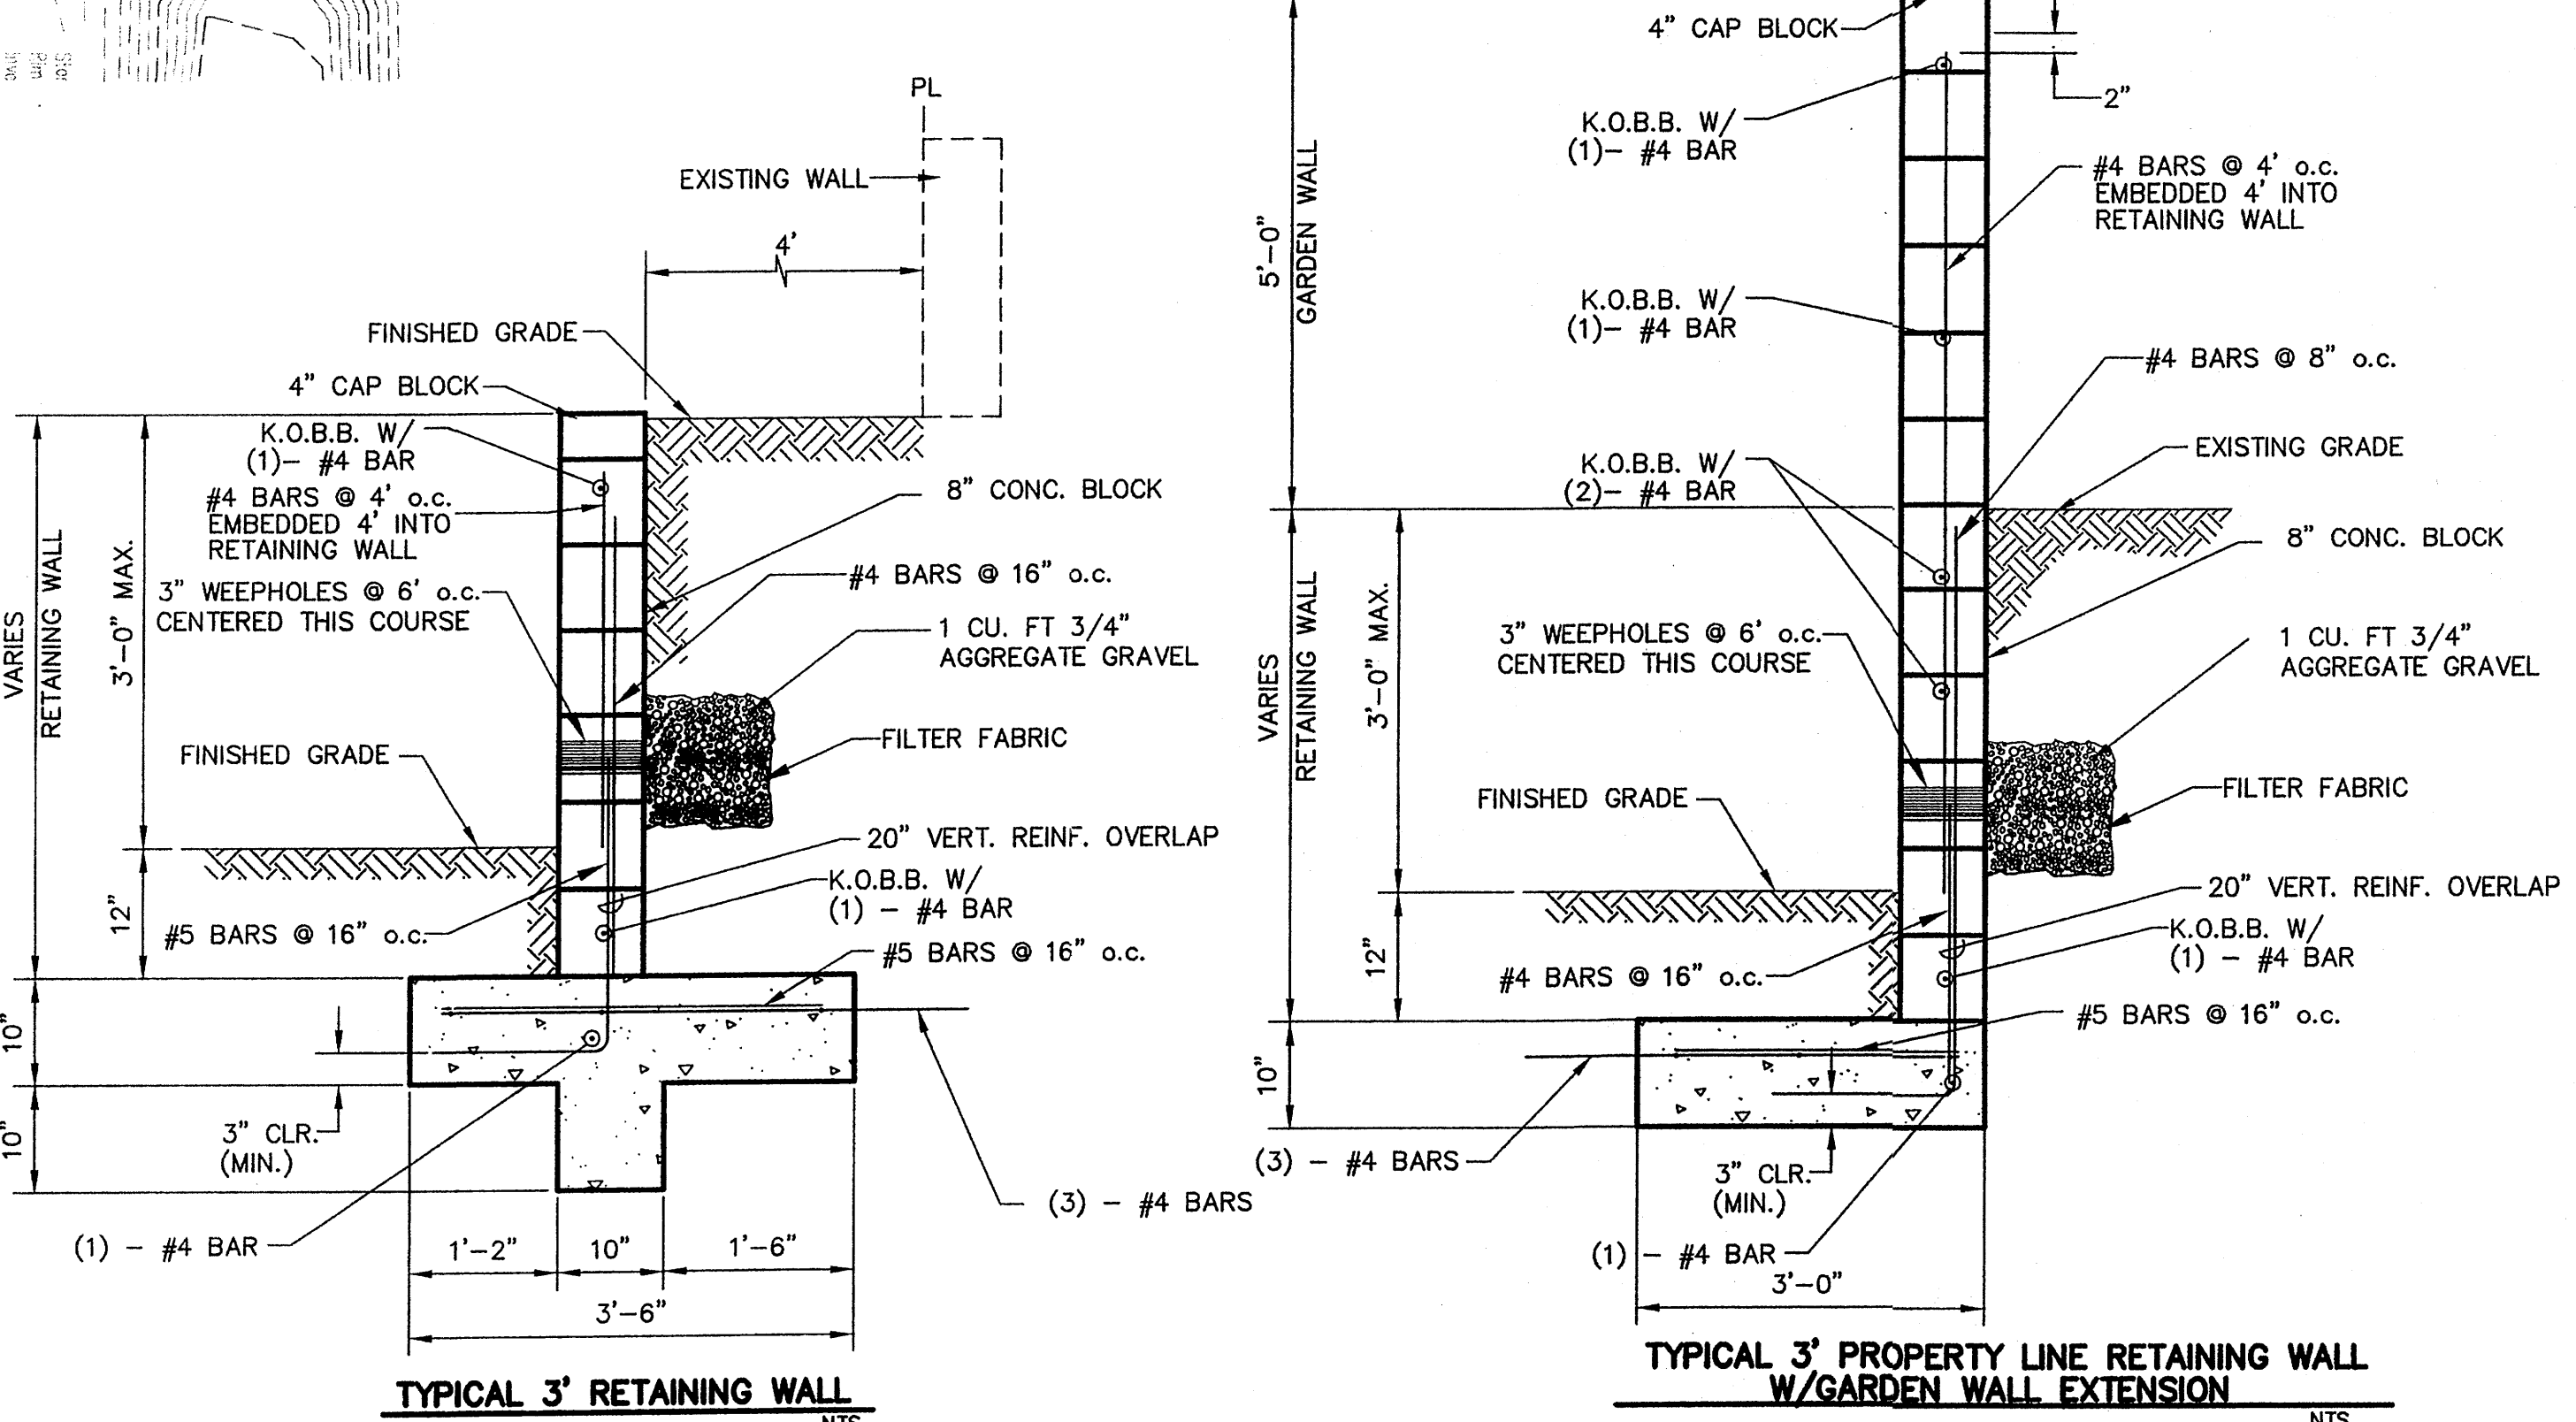 Stor
Rim
PL
EXISTING WALL
4'
FINISHED GRADE
4" CAP BLOCK
K.O.B.B. W/
(1)- #4 BAR
#4 BARS @ 4' o.c.
EMBEDDED 4' INTO
RETAINING WALL
8" CONC. BLOCK
#4 BARS @ 16" o.c.
3" WEEPHOLES @ 6' o.c.
CENTERED THIS COURSE
1 CU. FT 3/4"
AGGREGATE GRAVEL
VARIES
RETAINING WALL
3'-0" MAX.
FILTER FABRIC
FINISHED GRADE
20" VERT. REINF. OVERLAP
K.O.B.B. W/
(1) - #4 BAR
12"
#5 BARS @ 16" o.c.
#5 BARS @ 16" o.c.
10"
10"
3" CLR.
(MIN.)
(3) - #4 BARS
(1) - #4 BAR
1'-2"
10"
1'-6"
3'-6"
TYPICAL 3' RETAINING WALL
NTS
4" CAP BLOCK
2"
K.O.B.B. W/
(1)- #4 BAR
#4 BARS @ 4' o.c.
EMBEDDED 4' INTO
RETAINING WALL
5'-0"
GARDEN WALL
K.O.B.B. W/
(1)- #4 BAR
#4 BARS @ 8" o.c.
EXISTING GRADE
K.O.B.B. W/
(2)- #4 BAR
8" CONC. BLOCK
3" WEEPHOLES @ 6' o.c.
CENTERED THIS COURSE
1 CU. FT 3/4"
AGGREGATE GRAVEL
VARIES
RETAINING WALL
3'-0" MAX.
FINISHED GRADE
FILTER FABRIC
20" VERT. REINF. OVERLAP
K.O.B.B. W/
(1) - #4 BAR
12"
#4 BARS @ 16" o.c.
#5 BARS @ 16" o.c.
10"
(3) - #4 BARS
3" CLR.
(MIN.)
(1) - #4 BAR
3'-0"
TYPICAL 3' PROPERTY LINE RETAINING WALL
W/GARDEN WALL EXTENSION
NTS